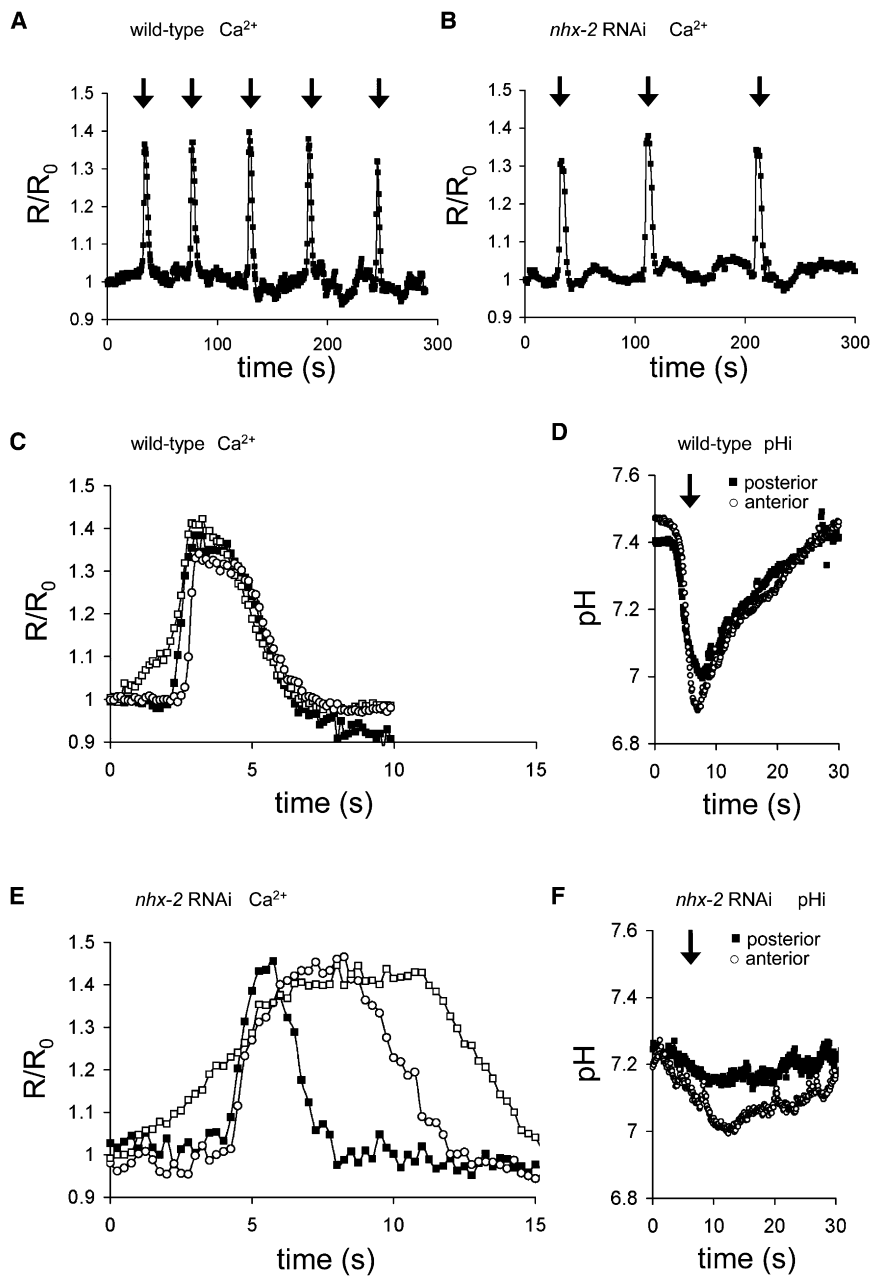 A
wild-type Ca²⁺
R/R₀
1.5
1.4
1.3
1.2
1.1
1
0.9
0 100 200 300
time (s)
B
nhx-2 RNAi Ca²⁺
R/R₀
1.5
1.4
1.3
1.2
1.1
1
0.9
0 100 200 300
time (s)
C
wild-type Ca²⁺
R/R₀
1.5
1.4
1.3
1.2
1.1
1
0.9
0 5 10 15
time (s)
D
wild-type pHi
posterior
anterior
pH
7.6
7.4
7.2
7
6.8
0 10 20 30
time (s)
E
nhx-2 RNAi Ca²⁺
R/R₀
1.5
1.4
1.3
1.2
1.1
1
0.9
0 5 10 15
time (s)
F
nhx-2 RNAi pHi
posterior
anterior
pH
7.6
7.4
7.2
7
6.8
0 10 20 30
time (s)